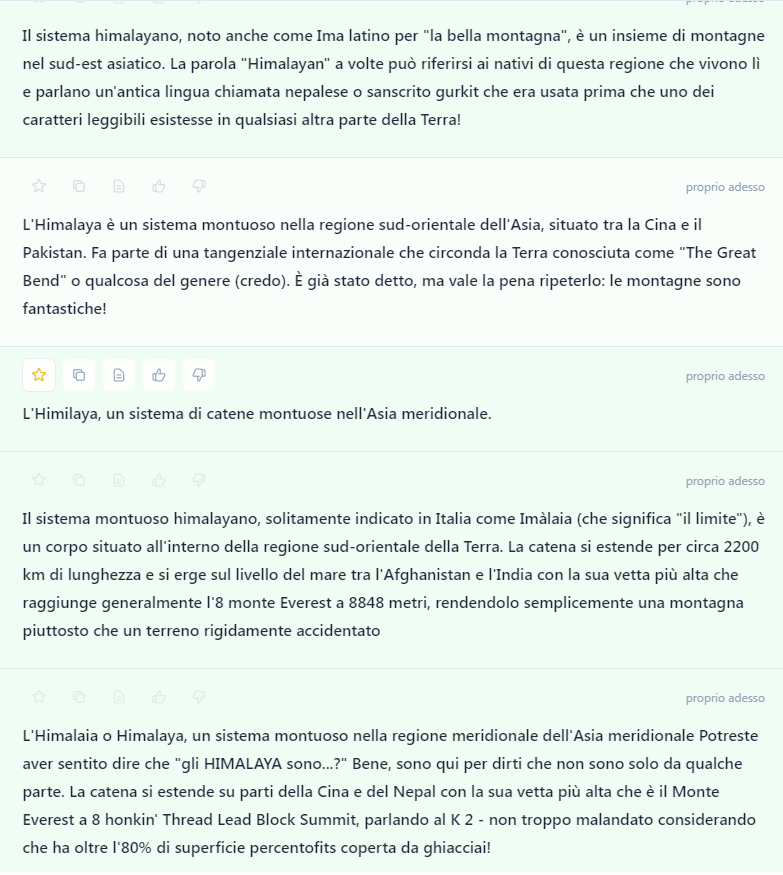 proprio adesso
Il sistema himalayano, noto anche come Ima latino per "la bella montagna", è un insieme di montagne
nel sud-est asiatico. La parola "Himalayan" a volte può riferirsi ai nativi di questa regione che vivono lì
e parlano un'antica lingua chiamata nepalese o sanscrito gurkit che era usata prima che uno dei
caratteri leggibili esistesse in qualsiasi altra parte della Terra!
proprio adesso
L'Himalaya è un sistema montuoso nella regione sud-orientale dell'Asia, situato tra la Cina e il
Pakistan. Fa parte di una tangenziale internazionale che circonda la Terra conosciuta come "The Great
Bend" o qualcosa del genere (credo). È già stato detto, ma vale la pena ripeterlo: le montagne sono
fantastiche!
proprio adesso
L'Himilaya, un sistema di catene montuose nell'Asia meridionale.
proprio adesso
Il sistema montuoso himalayano, solitamente indicato in Italia come Imàlaia (che significa "il limite"), è
un corpo situato all'interno della regione sud-orientale della Terra. La catena si estende per circa 2200
km di lunghezza e si erge sul livello del mare tra l'Afghanistan e l'India con la sua vetta più alta che
raggiunge generalmente l'8 monte Everest a 8848 metri, rendendolo semplicemente una montagna
piuttosto che un terreno rigidamente accidentato
proprio adesso
L'Himalaia o Himalaya, un sistema montuoso nella regione meridionale dell'Asia meridionale Potreste
aver sentito dire che "gli HIMALAYA sono...?" Bene, sono qui per dirti che non sono solo da qualche
parte. La catena si estende su parti della Cina e del Nepal con la sua vetta più alta che è il Monte
Everest a 8 honkin' Thread Lead Block Summit, parlando al K 2 - non troppo malandato considerando
che ha oltre l'80% di superficie percentofits coperta da ghiacciai!